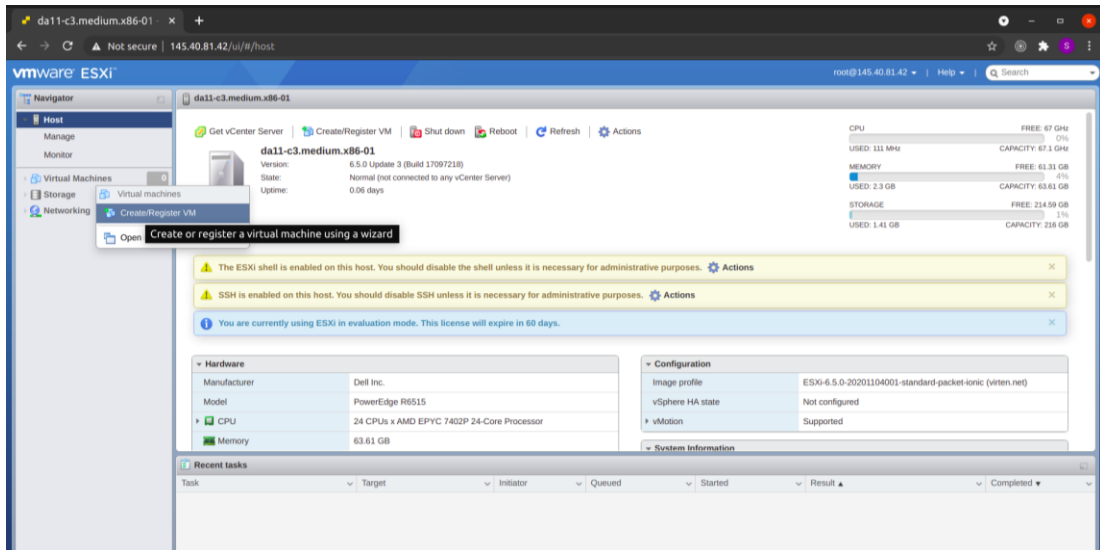 da11-c3.medium.x86-01 -
Not secure | 145.40.81.42/ui/#/host
S
vmware ESXi™
root@145.40.81.42 | Help | Search
Navigator
da11-c3.medium.x86-01
Host
Manage
Monitor
Virtual Machines 0
Storage
Networking
Virtual machines
Create/Register VM
Open
Create or register a virtual machine using a wizard
Get vCenter Server | Create/Register VM | Shut down Reboot | Refresh | Actions
da11-c3.medium.x86-01
Version: 6.5.0 Update 3 (Build 17097218)
State: Normal (not connected to any vCenter Server)
Uptime: 0.06 days
CPU FREE: 67 GHz
0%
USED: 111 MHz CAPACITY: 67.1 GHz
MEMORY FREE: 61.31 GB
4%
USED: 2.3 GB CAPACITY: 63.61 GB
STORAGE FREE: 214.59 GB
1%
USED: 1.41 GB CAPACITY: 216 GB
The ESXi shell is enabled on this host. You should disable the shell unless it is necessary for administrative purposes. Actions
SSH is enabled on this host. You should disable SSH unless it is necessary for administrative purposes. Actions
You are currently using ESXi in evaluation mode. This license will expire in 60 days.
Hardware
Manufacturer Dell Inc.
Model PowerEdge R6515
CPU 24 CPUs x AMD EPYC 7402P 24-Core Processor
Memory 63.61 GB
Configuration
Image profile ESXi-6.5.0-20201104001-standard-packet-ionic (virten.net)
vSphere HA state Not configured
vMotion Supported
System Information
Recent tasks
Task Target Initiator Queued Started Result Completed